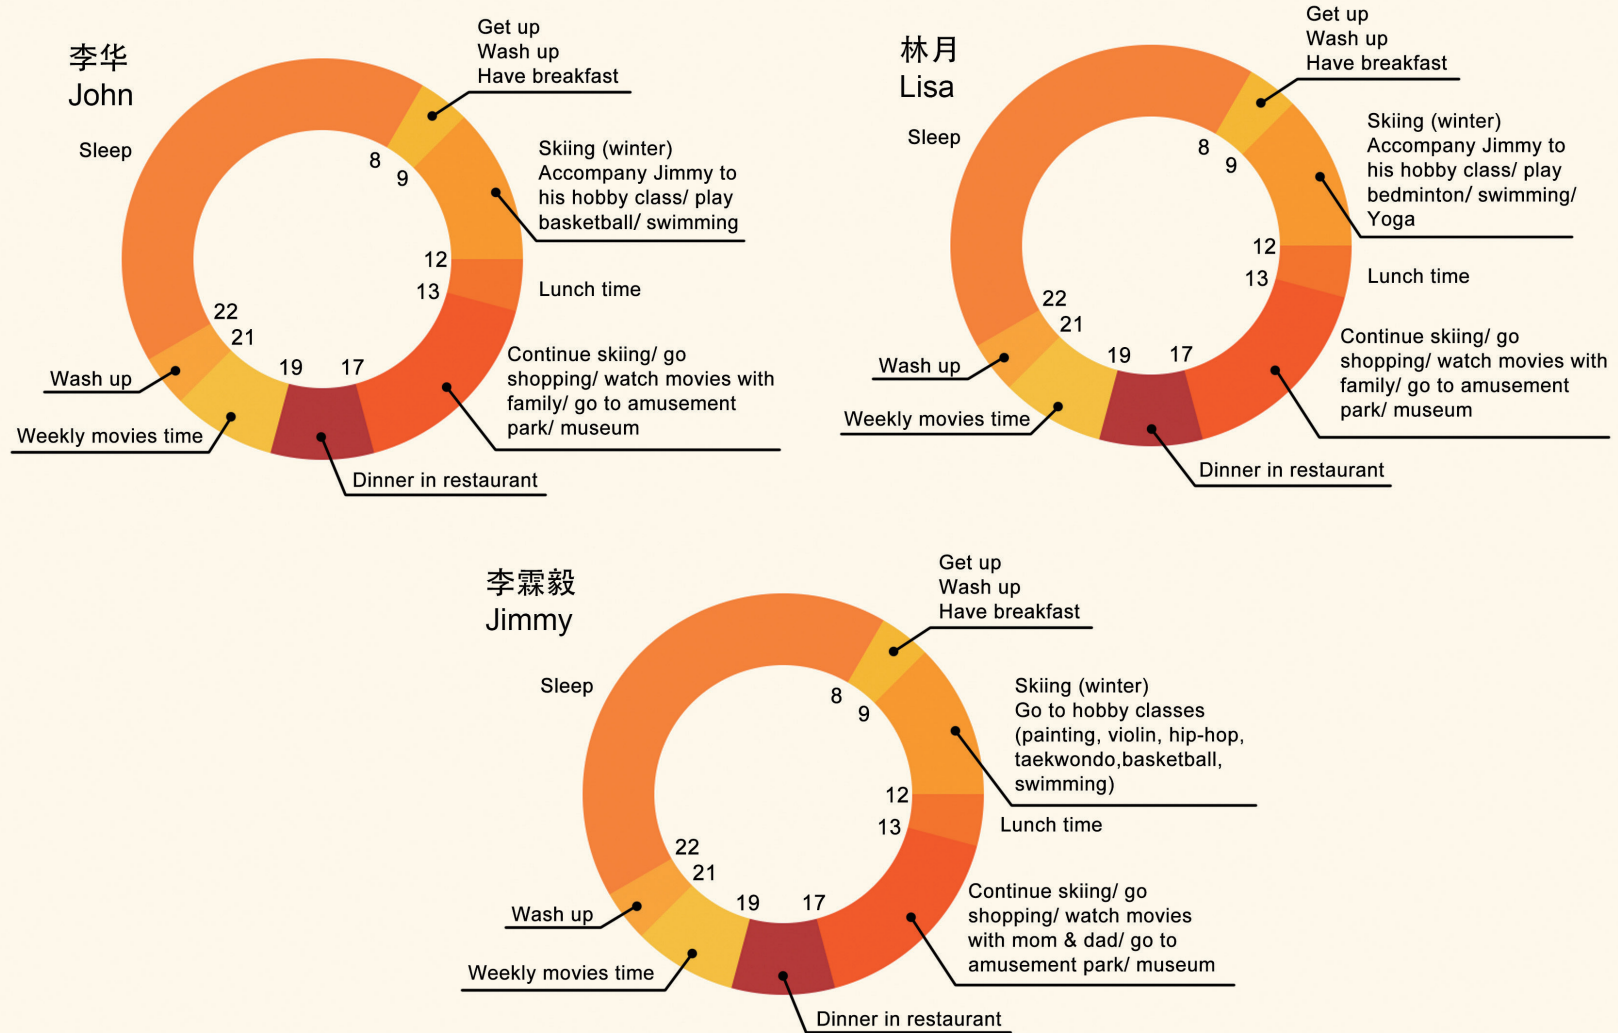 李华
John
Sleep
Get up
Wash up
Have breakfast
Skiing (winter)
Accompany Jimmy to
his hobby class/ play
basketball/ swimming
Lunch time
Continue skiing/ go
shopping/ watch movies with
family/ go to amusement
park/ museum
Dinner in restaurant
Weekly movies time
Wash up
8
9
12
13
17
19
21
22
林月
Lisa
Sleep
Get up
Wash up
Have breakfast
Skiing (winter)
Accompany Jimmy to
his hobby class/ play
bedminton/ swimming/
Yoga
Lunch time
Continue skiing/ go
shopping/ watch movies with
family/ go to amusement
park/ museum
Dinner in restaurant
Weekly movies time
Wash up
8
9
12
13
17
19
21
22
李霖毅
Jimmy
Sleep
Get up
Wash up
Have breakfast
Skiing (winter)
Go to hobby classes
(painting, violin, hip-hop,
taekwondo,basketball,
swimming)
Lunch time
Continue skiing/ go
shopping/ watch movies
with mom & dad/ go to
amusement park/ museum
Dinner in restaurant
Weekly movies time
Wash up
8
9
12
13
17
19
21
22